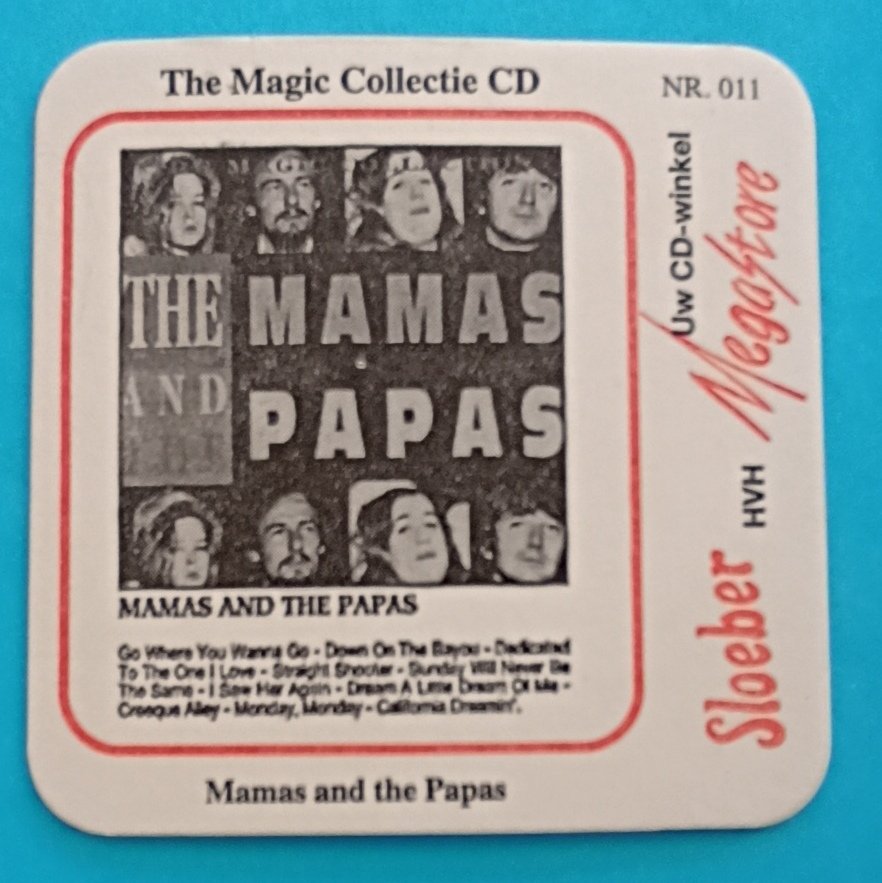 The Magic Collectie CD
NR. 011
THE MAMAS
AND PAPAS
THE
MAMAS AND THE PAPAS
Go Where You Wanna Go - Down On The Bayou - Dedicated
To The One I Love - Straight Shooter - Sunday Will Never Be
The Same - I Saw Her Again - Dream A Little Dream Of Me -
Creeque Alley - Monday, Monday - California Dreamin'.
Mamas and the Papas
Uw CD-winkel
Sloeber HVH Megastore